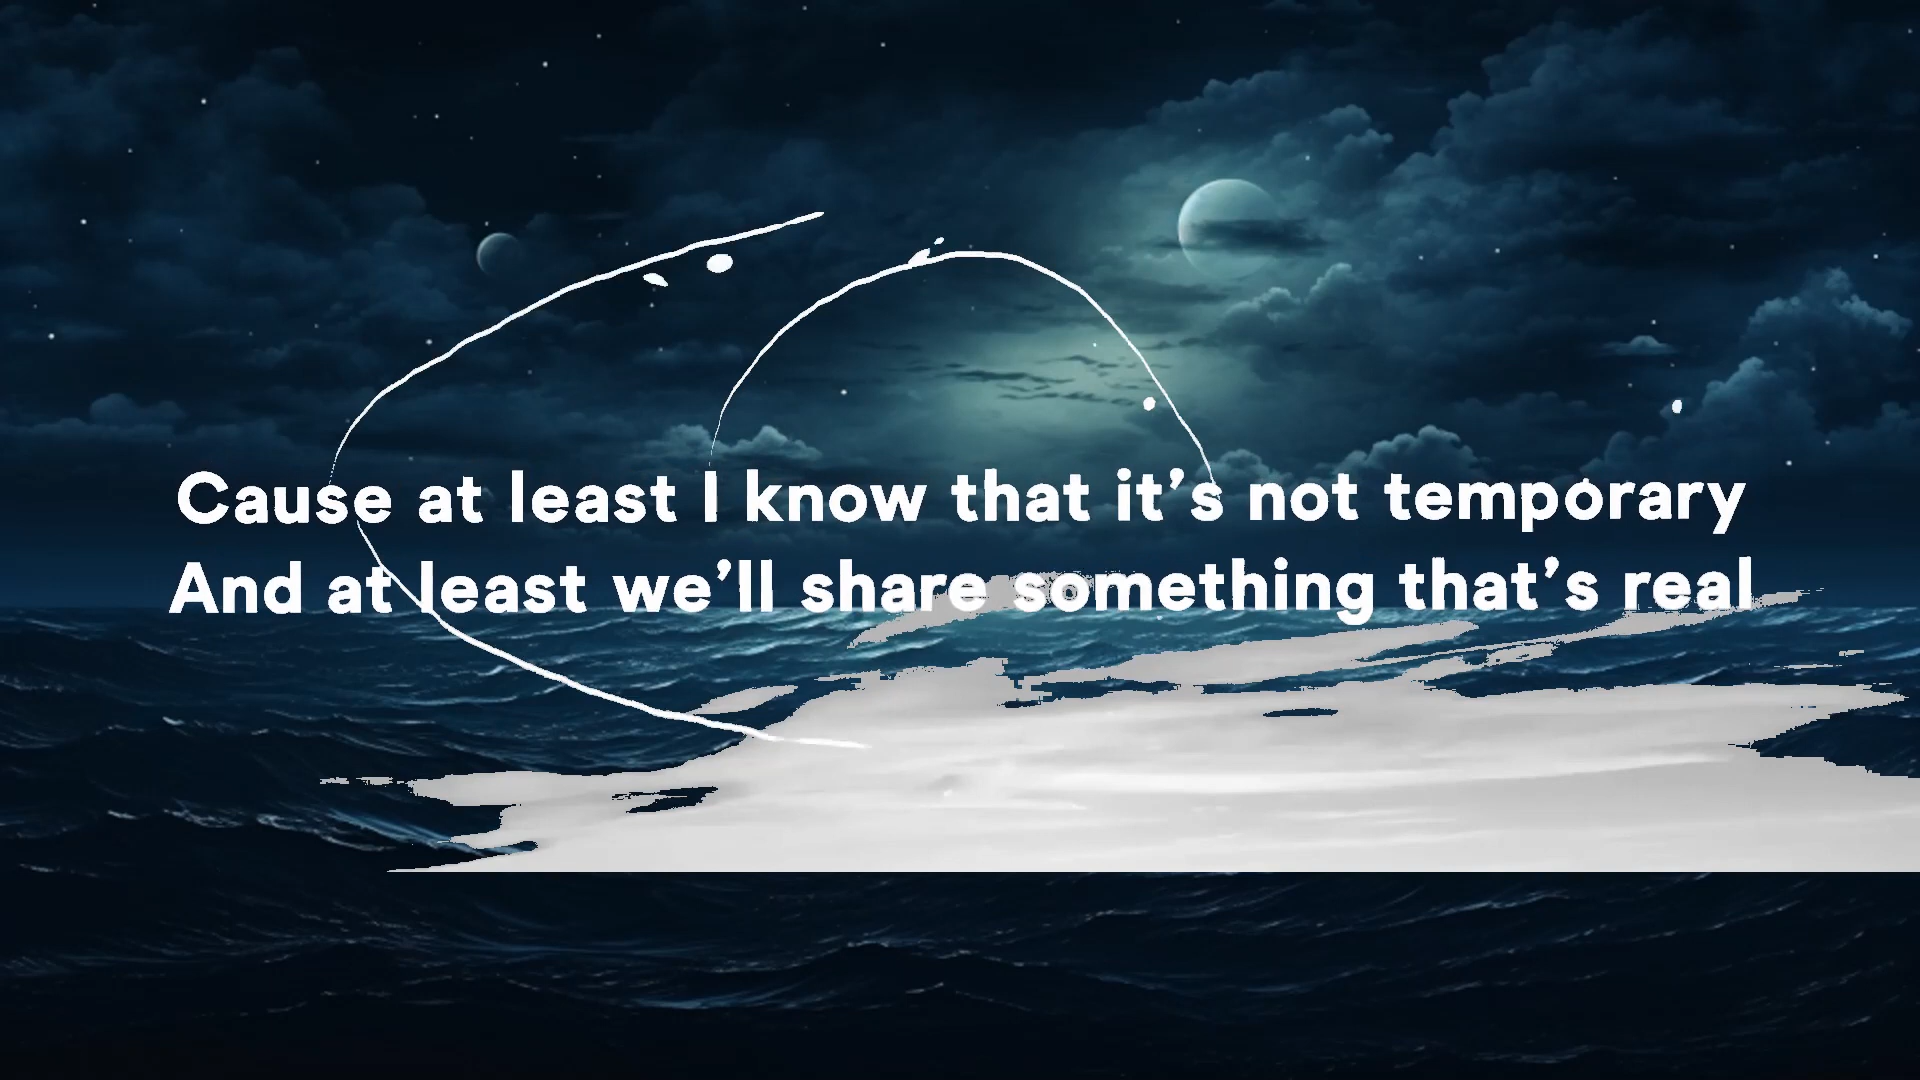 Cause at least I know that it’s not temporary
And at least we’ll share something that’s real